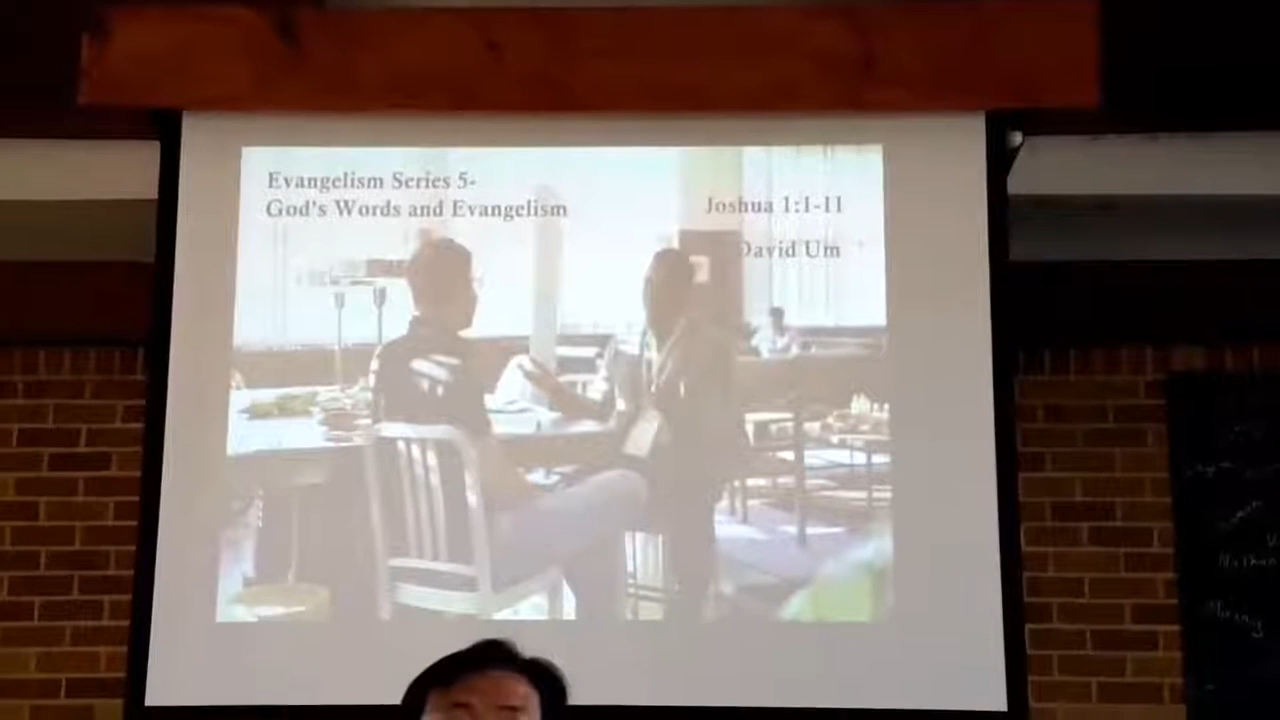 Evangelism Series 5-
God's Words and Evangelism
Joshua 1:1-11
David Um